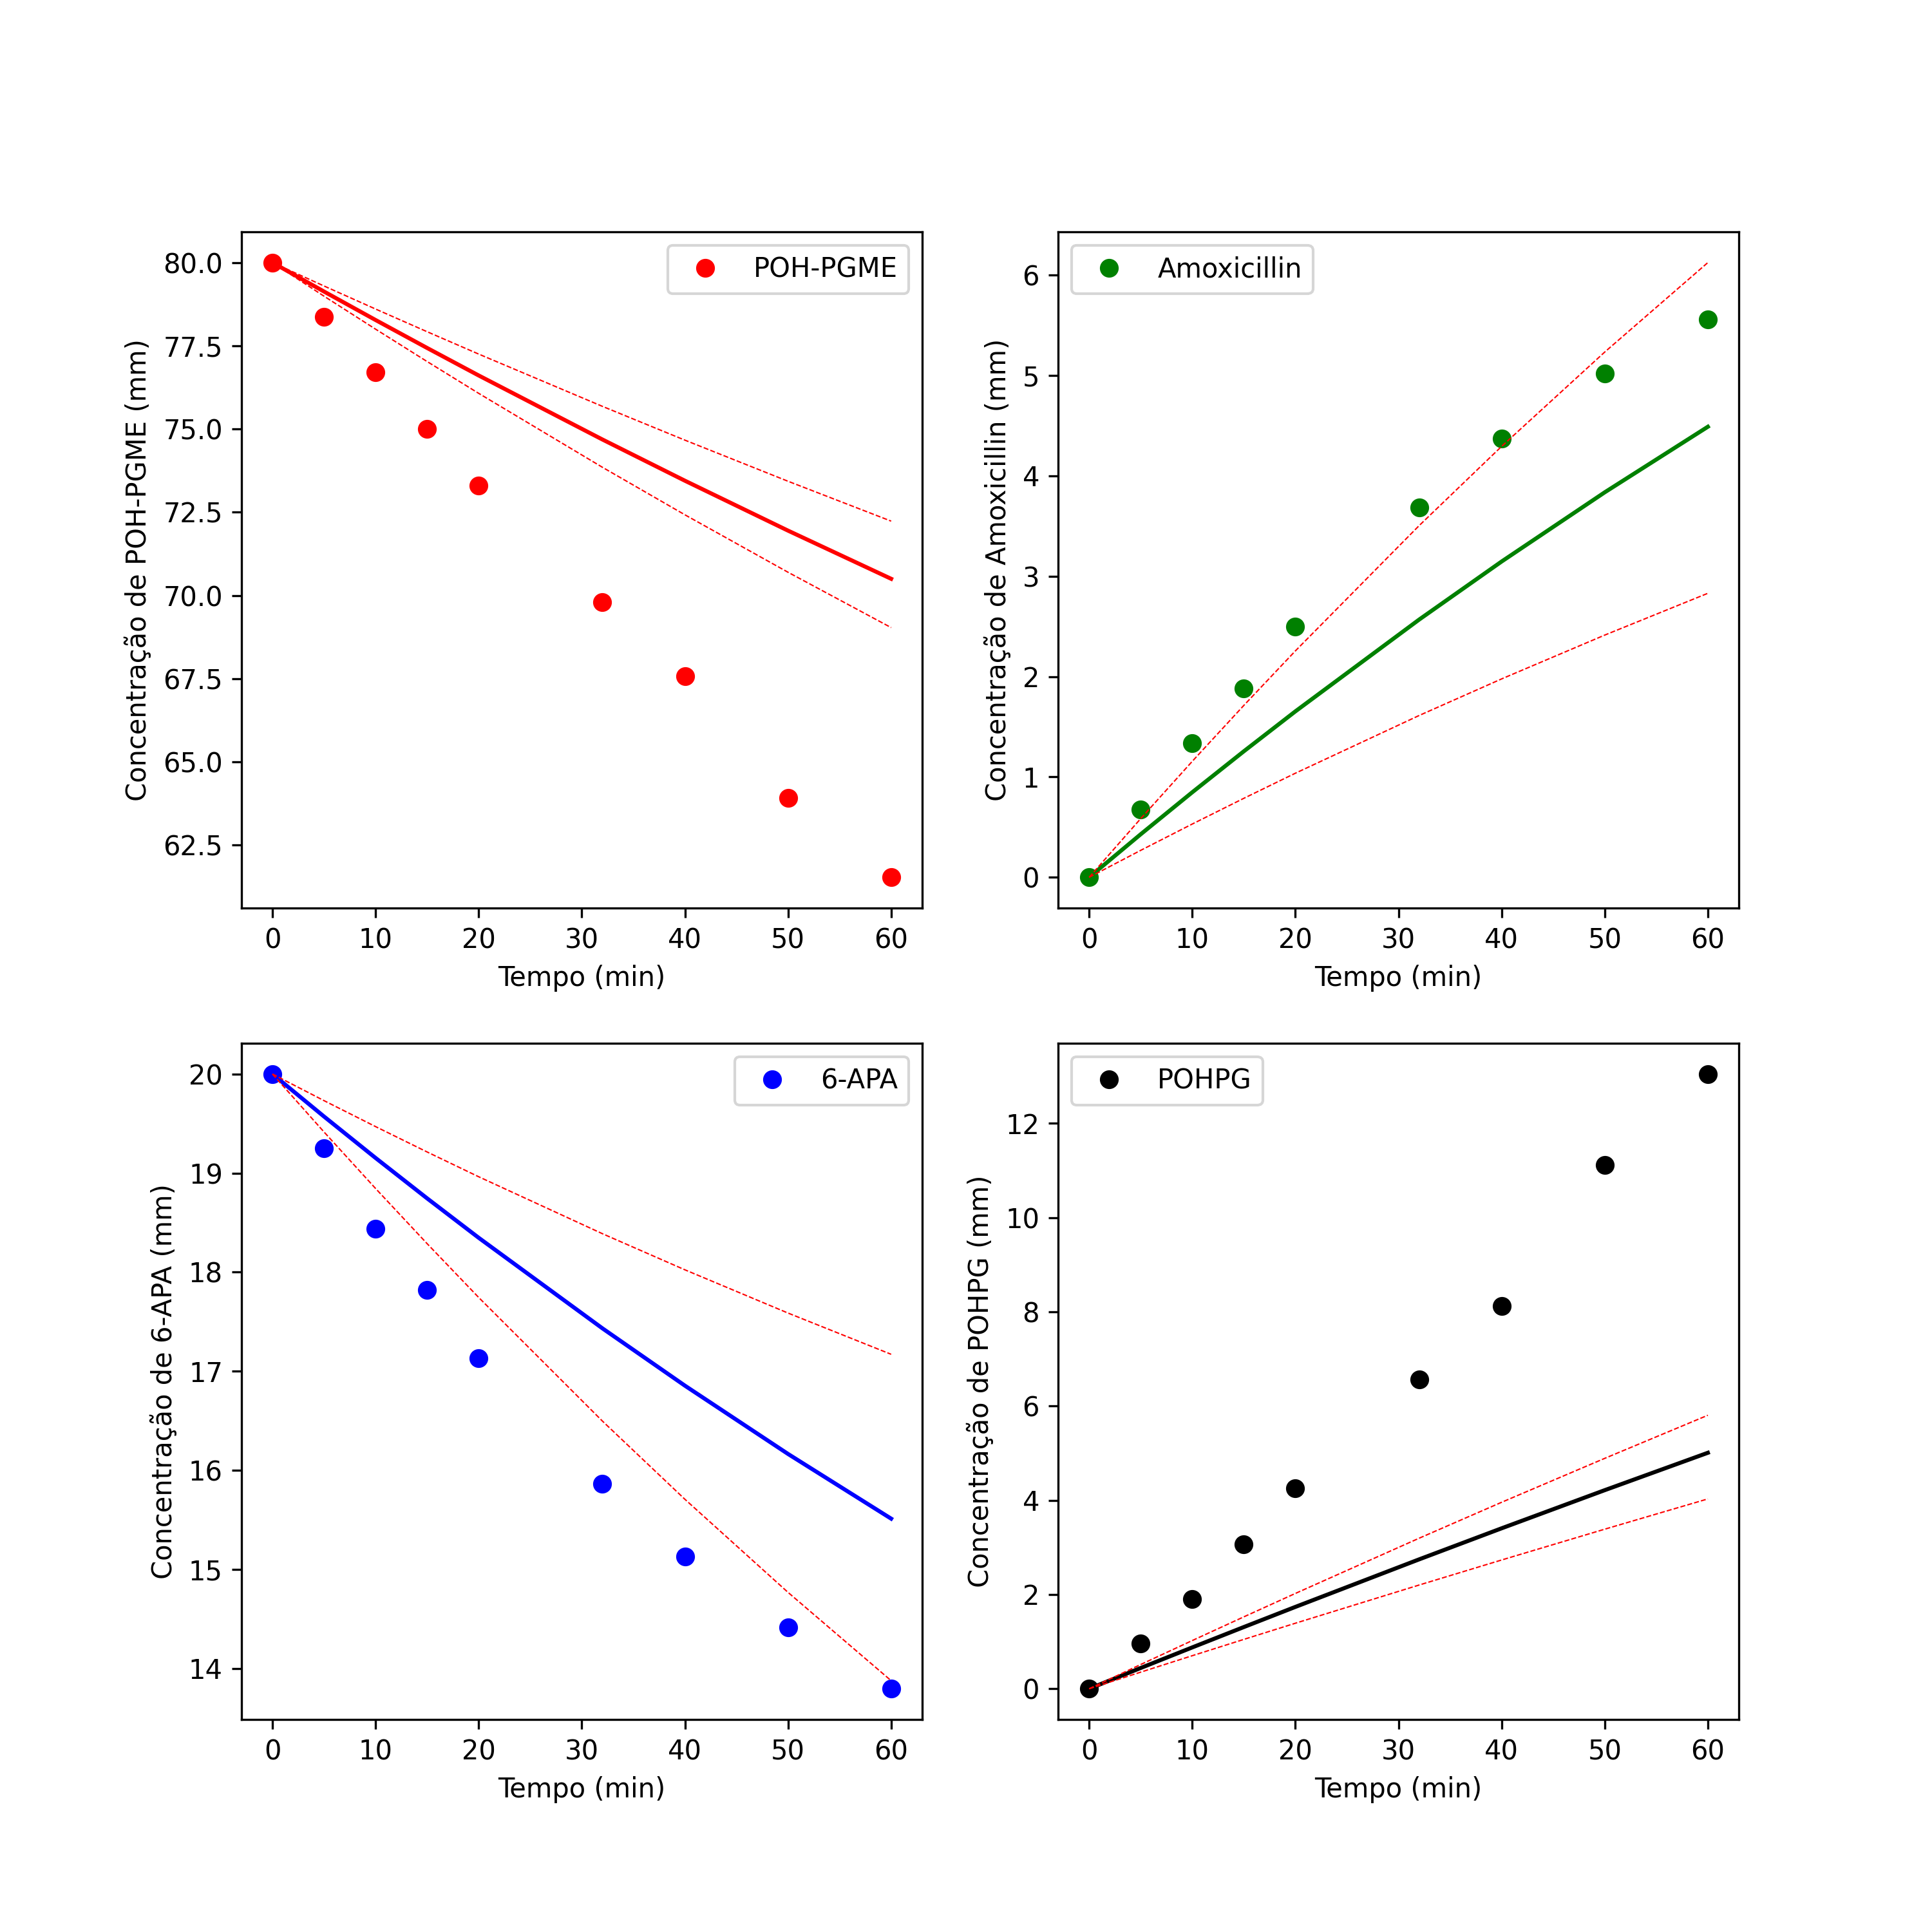 POH-PGME
Concentração de POH-PGME (mm)
80.0
77.5
75.0
72.5
70.0
67.5
65.0
62.5
0 10 20 30 40 50 60
Tempo (min)
Amoxicillin
Concentração de Amoxicillin (mm)
6
5
4
3
2
1
0
0 10 20 30 40 50 60
Tempo (min)
6-APA
Concentração de 6-APA (mm)
20
19
18
17
16
15
14
0 10 20 30 40 50 60
Tempo (min)
POHPG
Concentração de POHPG (mm)
12
10
8
6
4
2
0
0 10 20 30 40 50 60
Tempo (min)